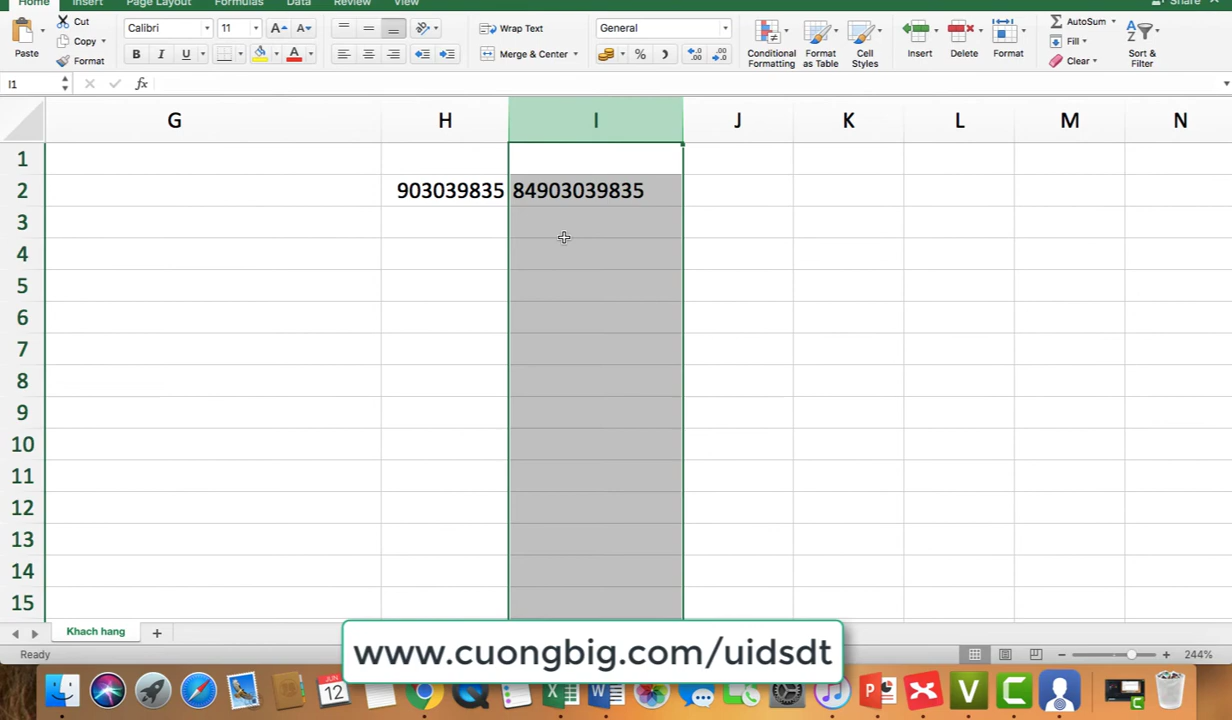 Home Insert Page Layout Formulas Data Review View Share
Paste Cut Copy Format Calibri 11 Wrap Text Merge & Center General Conditional Formatting Format as Table Cell Styles Insert Delete Format AutoSum Fill Clear Sort & Filter
B I U A
I1 fx
G H I J K L M N
1
2 903039835 84903039835
3
4
5
6
7
8
9
10
11
12
13
14
15
Khach hang
www.cuongbig.com/uidsdt
Ready 244%
JUN
12